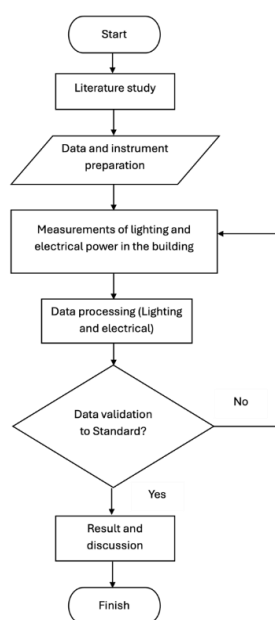 Start
Literature study
Data and instrument
preparation
Measurements of lighting and
electrical power in the building
Data processing (Lighting
and electrical)
Data validation
to Standard?
No
Yes
Result and
discussion
Finish